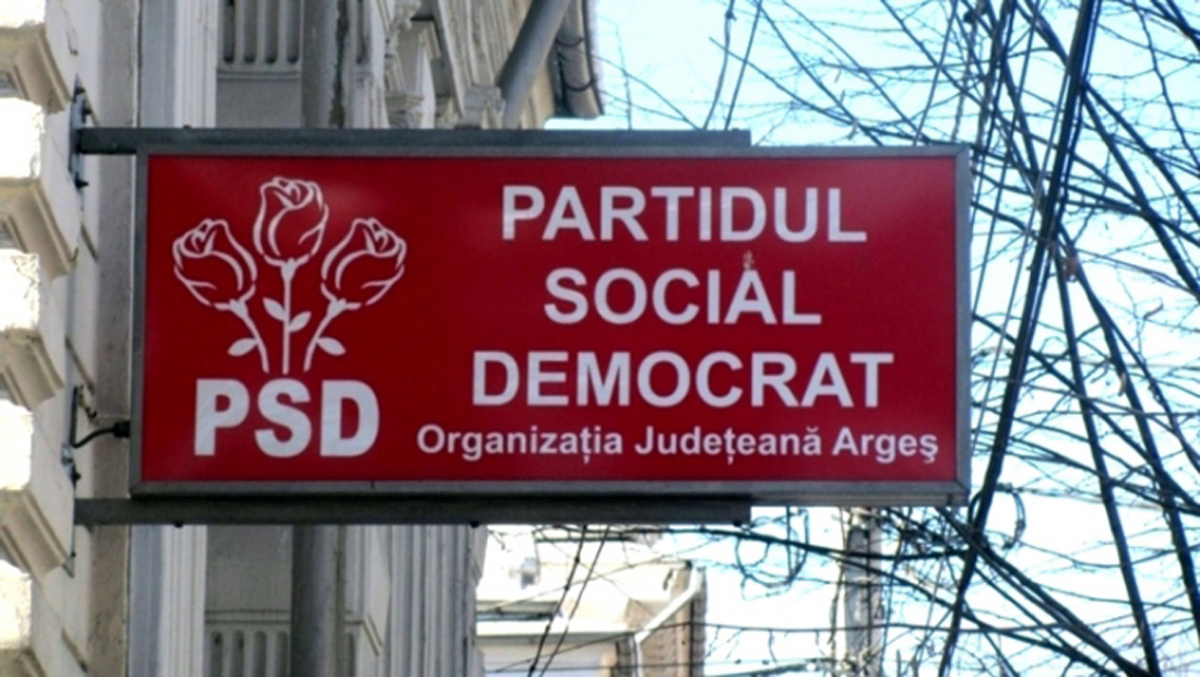 PSD
PARTIDUL
SOCIAL
DEMOCRAT
Organizația Județeană Argeş